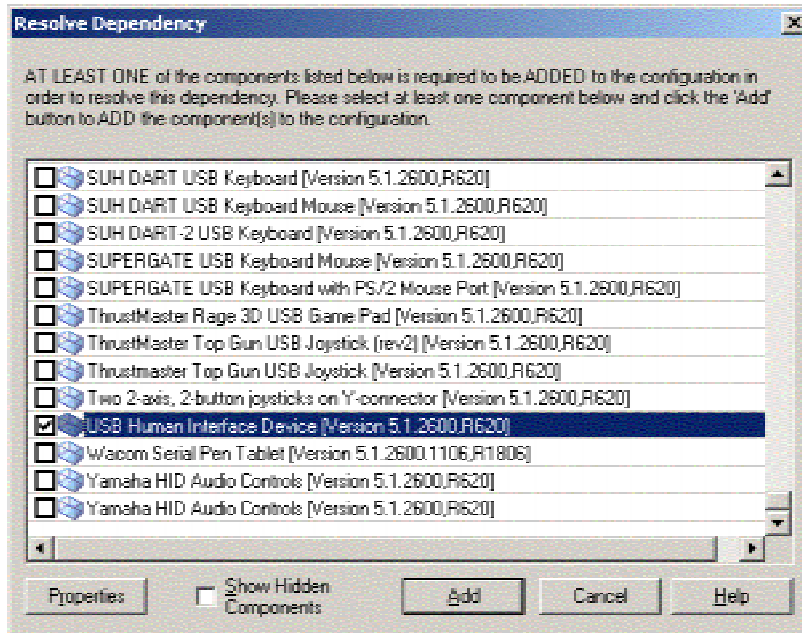 Resolve Dependency
AT LEAST ONE of the components listed below is required to be ADDED to the configuration in
order to resolve this dependency. Please select at least one component below and click the 'Add'
button to ADD the component(s) to the configuration.
SUH DART USB Keyboard [Version 5.1.2600,R620]
SUH DART USB Keyboard Mouse [Version 5.1.2600,R620]
SUH DART-2 USB Keyboard [Version 5.1.2600,R620]
SUPERGATE USB Keyboard Mouse [Version 5.1.2600,R620]
SUPERGATE USB Keyboard with PS/2 Mouse Port [Version 5.1.2600,R620]
ThrustMaster Rage 3D USB Game Pad [Version 5.1.2600,R620]
ThrustMaster Top Gun USB Joystick (rev2) [Version 5.1.2600,R620]
Thrustmaster Top Gun USB Joystick [Version 5.1.2600,R620]
Two 2-axis, 2-button joysticks on Y-connector [Version 5.1.2600,R620]
USB Human Interface Device [Version 5.1.2600,R620]
Wacom Serial Pen Tablet [Version 5.1.2600.1106,R1806]
Yamaha HID Audio Controls [Version 5.1.2600,R620]
Yamaha HID Audio Controls [Version 5.1.2600,R620]
Properties
Show Hidden
Components
Add
Cancel
Help